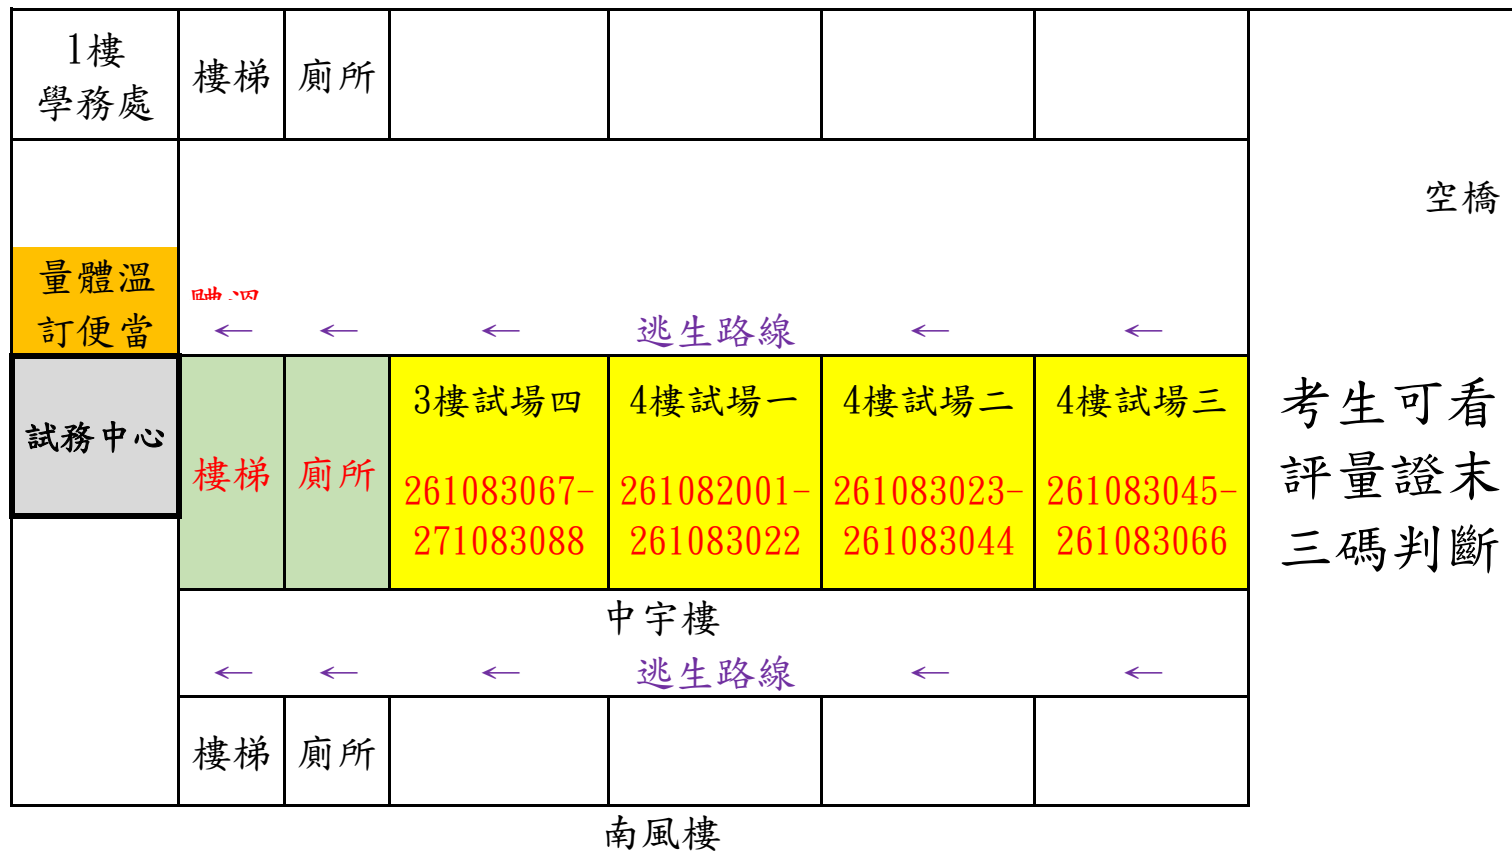 1樓
學務處
樓梯
廁所
空橋
量體溫
訂便當
體溫
← ← ← 逃生路線 ← ←
試務中心
樓梯
廁所
3樓試場四
261083067-
271083088
4樓試場一
261082001-
261083022
4樓試場二
261083023-
261083044
4樓試場三
261083045-
261083066
考生可看
評量證末
三碼判斷
中宇樓
← ← ← 逃生路線 ← ←
樓梯
廁所
南風樓